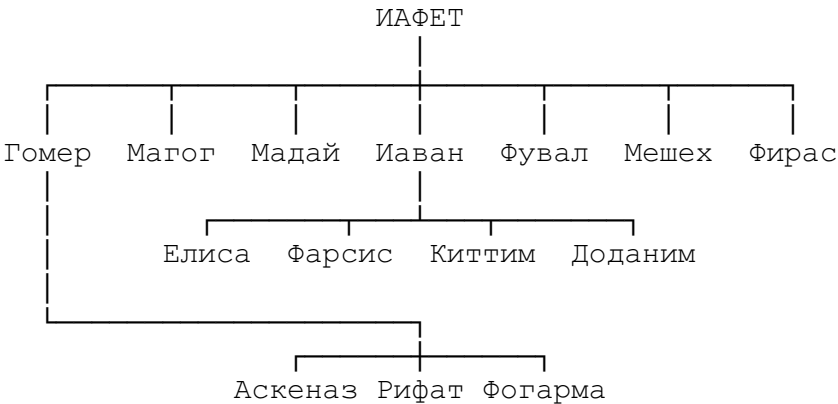 ИАФЕТ
Гомер Магог Мадай Иаван Фувал Мешех Фирас
Елиса Фарсис Киттим Доданим
Аскеназ Рифат Фогарма